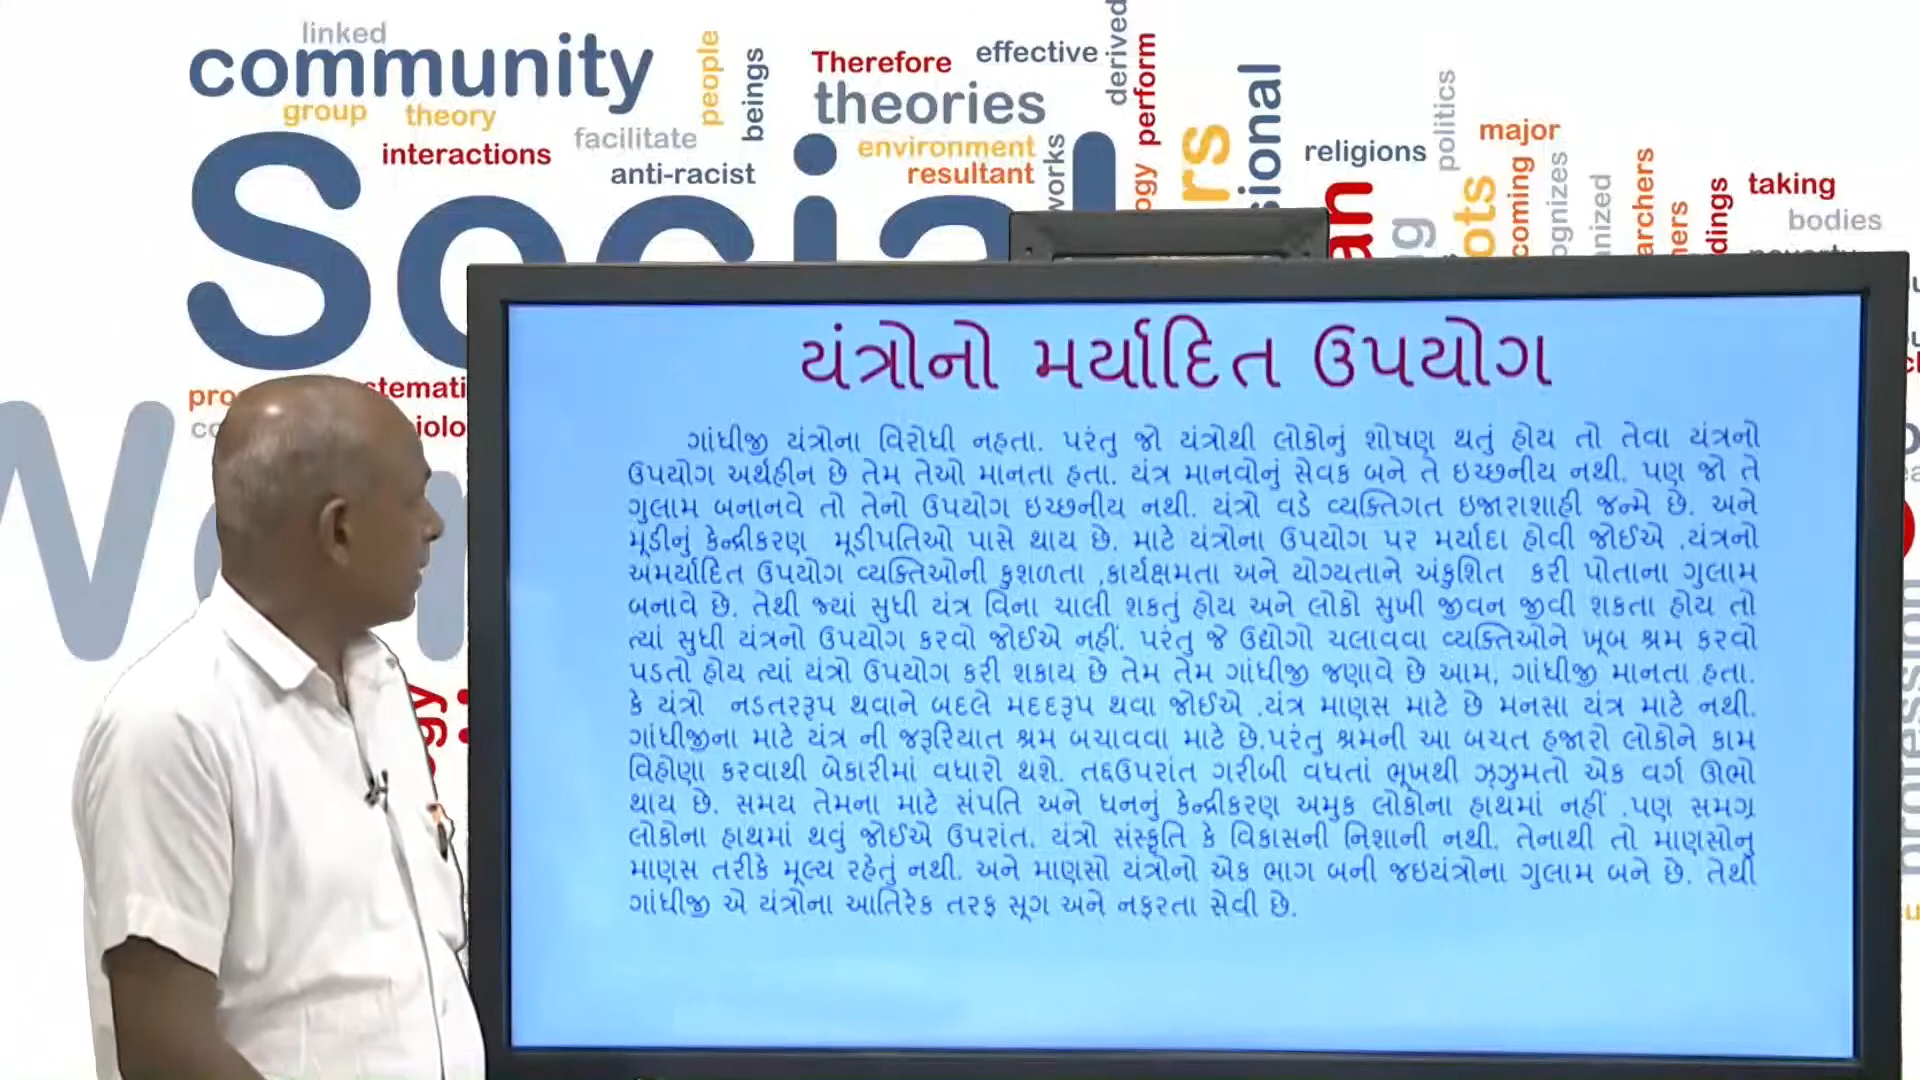 linked
community
people
beings
Therefore
effective
derived
perform
group
theory
theories
interactions
facilitate
anti-racist
environment
resultant
works
religions
politics
major
coming
taking
bodies
Social
યંત્રોનો મર્યાદિત ઉપયોગ
ગાંધીજી યંત્રોના વિરોધી નહતા. પરંતુ જો યંત્રોથી લોકોનું શોષણ થતું હોય તો તેવા યંત્રનો
ઉપયોગ અર્થહીન છે તેમ તેઓ માનતા હતા. યંત્ર માનવોનું સેવક બને તે ઇચ્છનીય નથી. પણ જો તે
ગુલામ બનાનવે તો તેનો ઉપયોગ ઇચ્છનીય નથી. યંત્રો વડે વ્યક્તિગત ઇજારાશાહી જન્મે છે. અને
મૂડીનું કેન્દ્રીકરણ મૂડીપતિઓ પાસે થાય છે. માટે યંત્રોના ઉપયોગ પર મર્યાદા હોવી જોઈએ .યંત્રનો
અમર્યાદિત ઉપયોગ વ્યક્તિઓની કુશળતા ,કાર્યક્ષમતા અને યોગ્યતાને અંકુશિત કરી પોતાના ગુલામ
બનાવે છે. તેથી જ્યાં સુધી યંત્ર વિના ચાલી શકતું હોય અને લોકો સુખી જીવન જીવી શકતા હોય તો
ત્યાં સુધી યંત્રનો ઉપયોગ કરવો જોઈએ નહીં. પરંતુ જે ઉદ્યોગો ચલાવવા વ્યક્તિઓને ખૂબ શ્રમ કરવો
પડતો હોય ત્યાં યંત્રો ઉપયોગ કરી શકાય છે તેમ તેમ ગાંધીજી જણાવે છે આમ, ગાંધીજી માનતા હતા.
કે યંત્રો નડતરરૂપ થવાને બદલે મદદરૂપ થવા જોઈએ .યંત્ર માણસ માટે છે મનસા યંત્ર માટે નથી.
ગાંધીજીના માટે યંત્ર ની જરૂરિયાત શ્રમ બચાવવા માટે છે.પરંતુ શ્રમની આ બચત હજારો લોકોને કામ
વિહોણા કરવાથી બેકારીમાં વધારો થશે. તદ્દઉપરાંત ગરીબી વધતાં ભૂખથી ઝ્ઝુમતો એક વર્ગ ઊભો
થાય છે. સમય તેમના માટે સંપતિ અને ધનનું કેન્દ્રીકરણ અમુક લોકોના હાથમાં નહીં .પણ સમગ્ર
લોકોના હાથમાં થવું જોઈએ ઉપરાંત. યંત્રો સંસ્કૃતિ કે વિકાસની નિશાની નથી. તેનાથી તો માણસોનુ
માણસ તરીકે મૂલ્ય રહેતું નથી. અને માણસો યંત્રોનો એક ભાગ બની જઇયંત્રોના ગુલામ બને છે. તેથી
ગાંધીજી એ યંત્રોના આતિરેક તરફ સૂગ અને નફરતા સેવી છે.